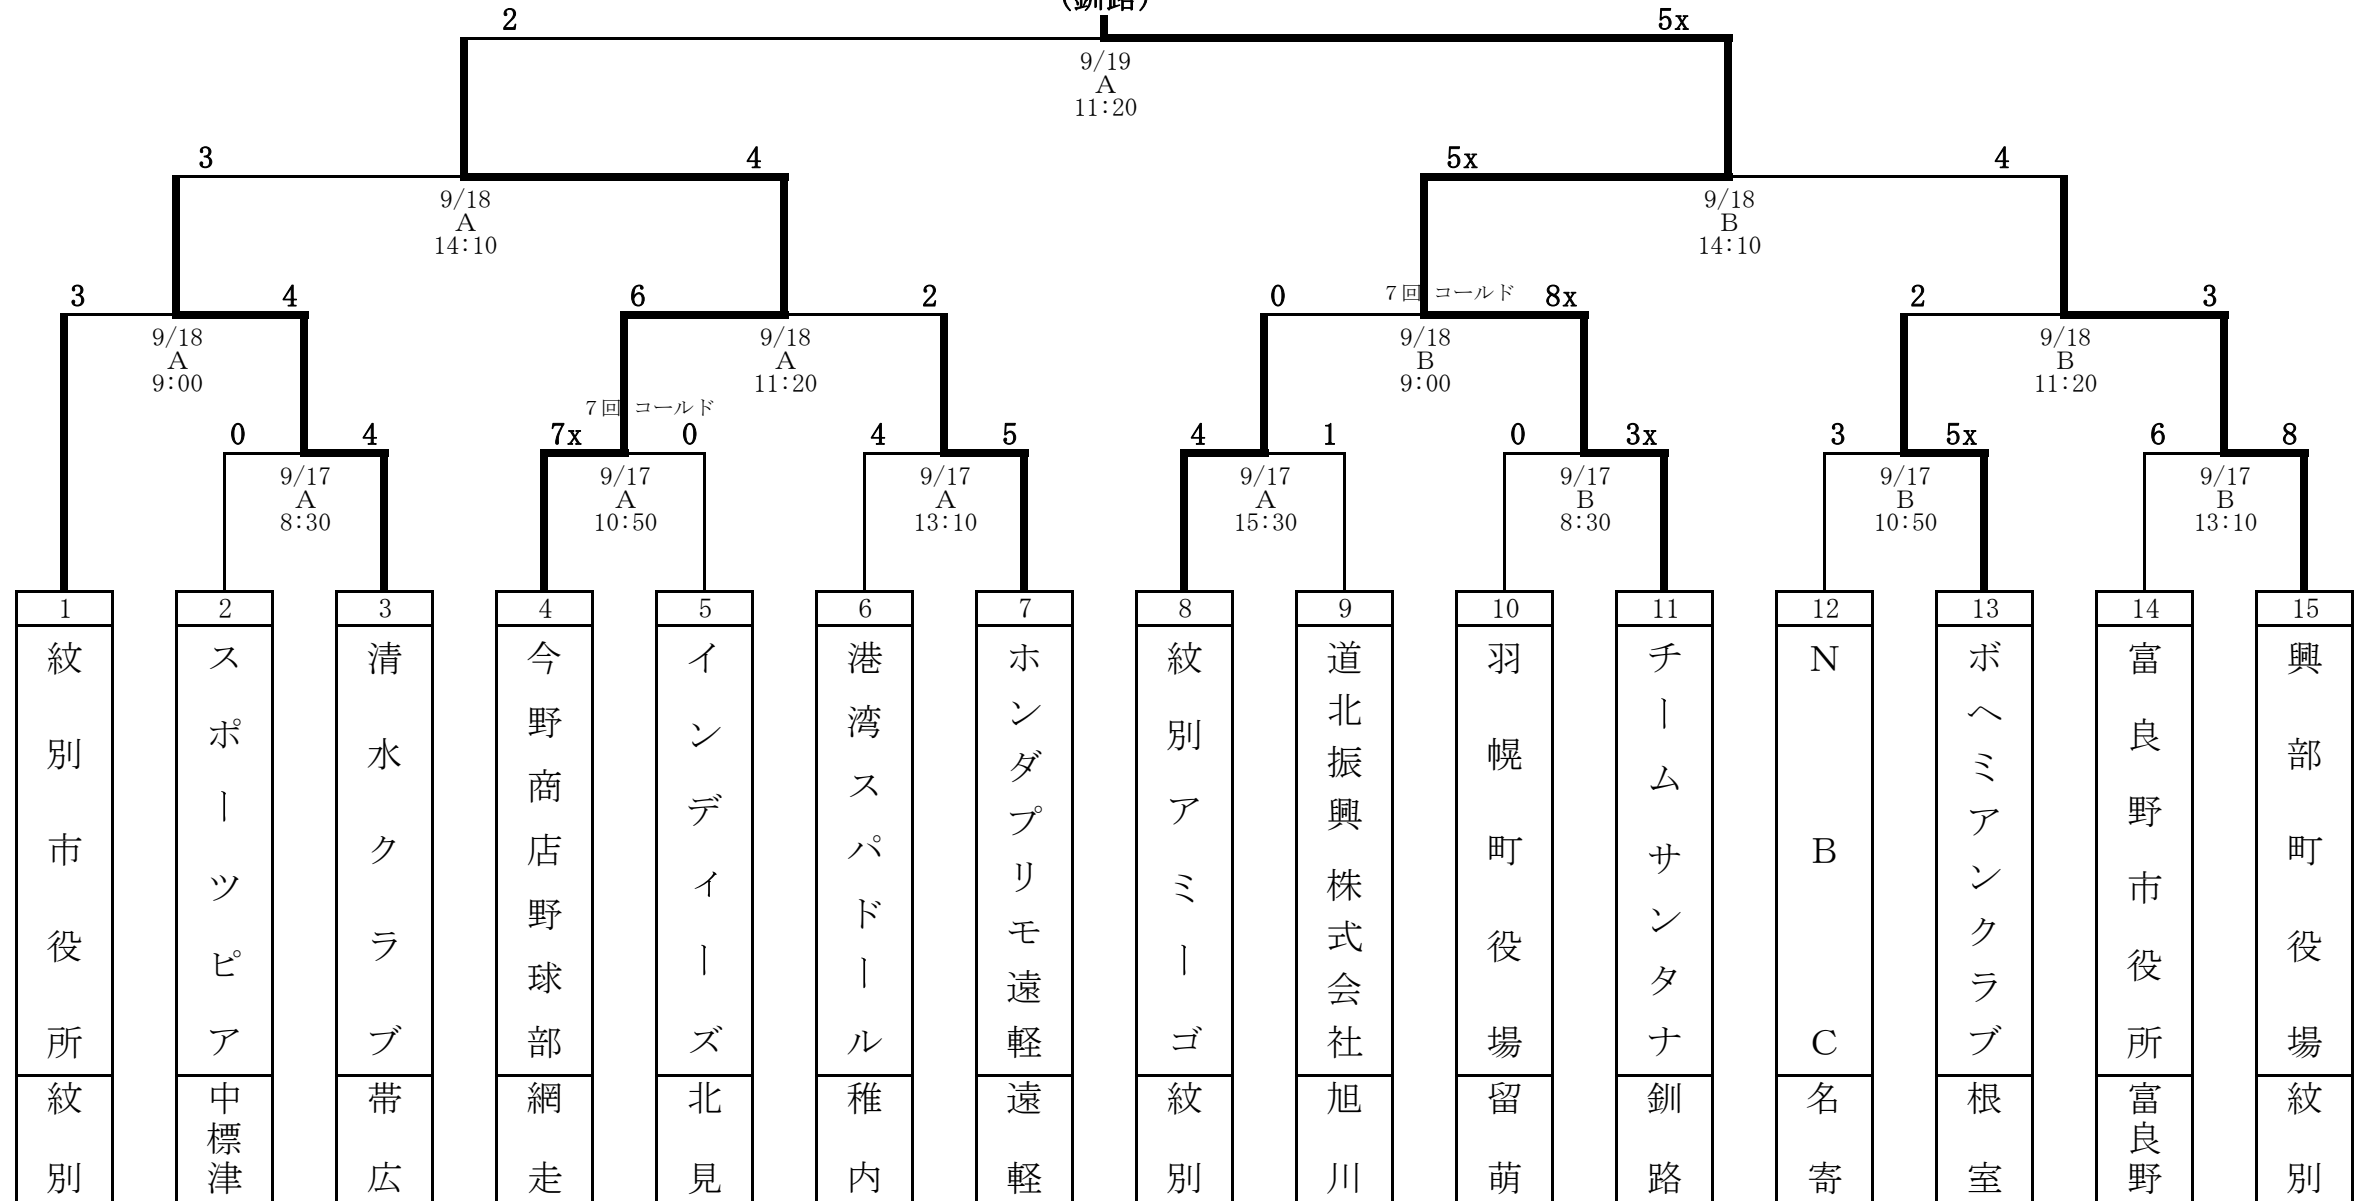 (釧路)
2 5x
9/19
A
11:20
3 4 5x 4
9/18 9/18
A B
14:10 14:10
3 4 6 2 0 7回 コールド 8x 2 3
9/18 9/18 9/18 9/18
A A B B
9:00 11:20 9:00 11:20
7回 コールド
0 4 7x 0 4 5 4 1 0 3x 3 5x 6 8
9/17 9/17 9/17 9/17 9/17 9/17 9/17
A A A A B B B
8:30 10:50 13:10 15:30 8:30 10:50 13:10
1 2 3 4 5 6 7 8 9 10 11 12 13 14 15
紋別市役所
スポーツピア
清水クラブ
今野商店野球部
インディーズ
港湾スパドール
ホンダプリモ遠軽
紋別アミーゴ
道北振興株式会社
羽幌町役場
チームサンタナ
NBC
ボヘミアンクラブ
富良野市役所
興部町役場
紋別
中標津
帯広
網走
北見
稚内
遠軽
紋別
旭川
留萌
釧路
名寄
根室
富良野
紋別